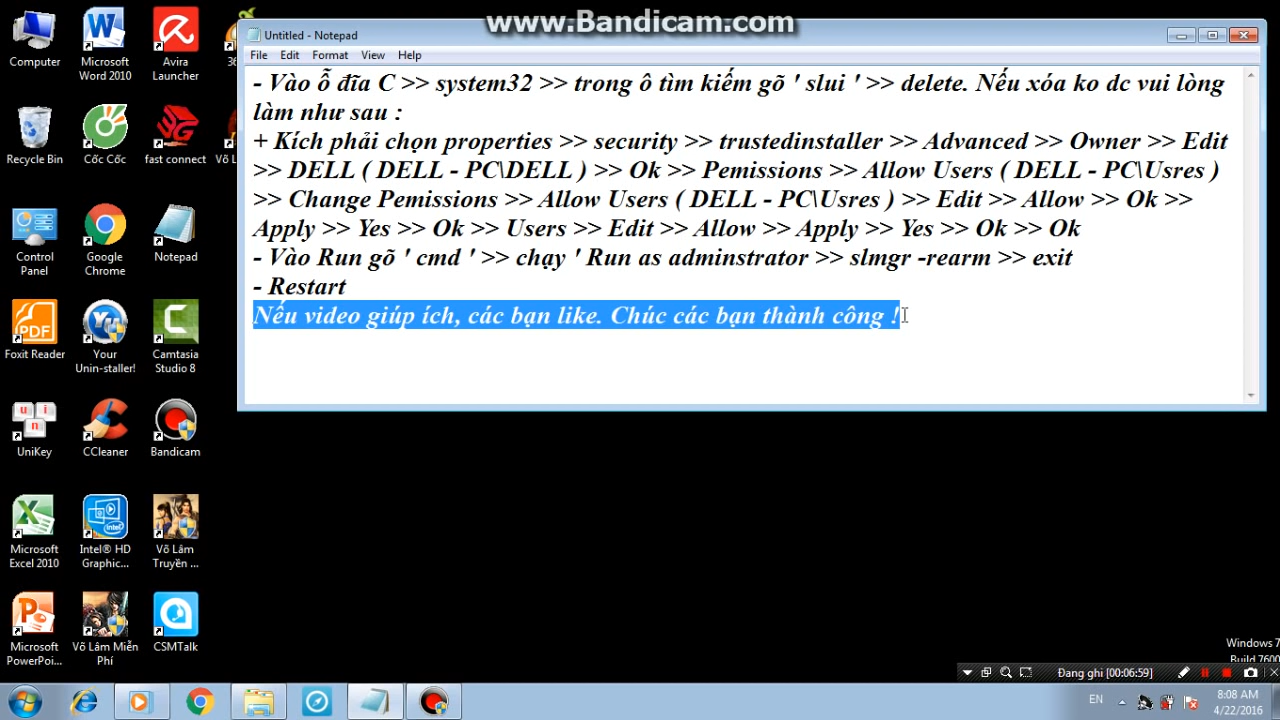 www.Bandicam.com
Untitled - Notepad
File Edit Format View Help
- Vào ỗ đĩa C >> system32 >> trong ô tìm kiếm gõ ' slui ' >> delete. Nếu xóa ko dc vui lòng
làm như sau :
+ Kích phải chọn properties >> security >> trustedinstaller >> Advanced >> Owner >> Edit
>> DELL ( DELL - PC\DELL ) >> Ok >> Pemissions >> Allow Users ( DELL - PC\Usres )
>> Change Pemissions >> Allow Users ( DELL - PC\Usres ) >> Edit >> Allow >> Ok >>
Apply >> Yes >> Ok >> Users >> Edit >> Allow >> Apply >> Yes >> Ok >> Ok
- Vào Run gõ ' cmd ' >> chạy ' Run as adminstrator >> slmgr -rearm >> exit
- Restart
Nếu video giúp ích, các bạn like. Chúc các bạn thành công !
Computer
Microsoft
Word 2010
Avira
Launcher
36
Recycle Bin
Cốc Cốc
fast connect
Võ L
Control
Panel
Google
Chrome
Notepad
PDF
Foxit Reader
Your
Unin-staller!
Camtasia
Studio 8
u i
n
UniKey
CCleaner
Bandicam
Microsoft
Excel 2010
Intel® HD
Graphic...
Võ Lâm
Truyền ...
Microsoft
PowerPoi...
Võ Lâm Miễn
Phí
CSMTalk
Windows 7
Build 7600
Đang ghi [00:06:59]
EN
8:08 AM
4/22/2016